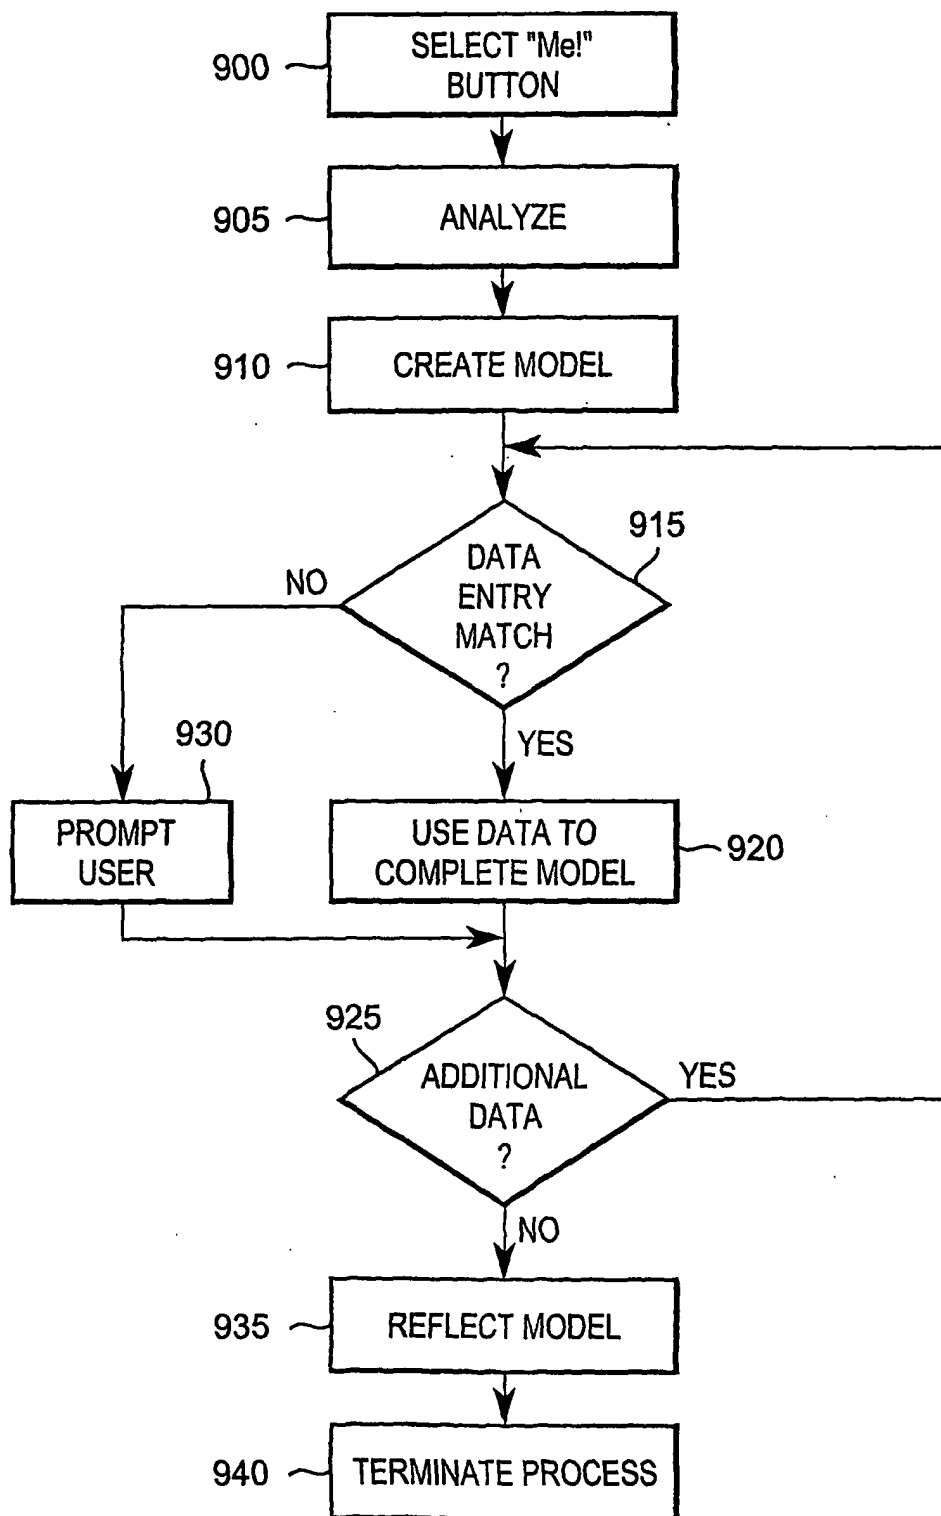 900
SELECT "Me!"
BUTTON
905
ANALYZE
910
CREATE MODEL
915
DATA
ENTRY
MATCH
?
NO
YES
930
PROMPT
USER
USE DATA TO
COMPLETE MODEL
920
925
ADDITIONAL
DATA
?
YES
NO
935
REFLECT MODEL
940
TERMINATE PROCESS